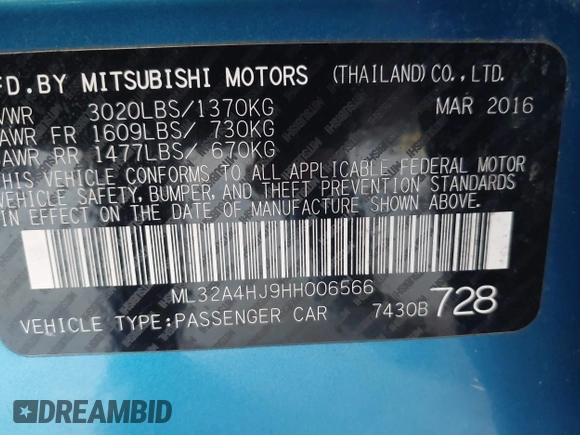 FD. BY MITSUBISHI MOTORS (THAILAND) CO., LTD.
VWR 3020LBS/1370KG MAR 2016
AWR FR 1609LBS/ 730KG
AWR RR 1477LBS/ 670KG
THIS VEHICLE CONFORMS TO ALL APPLICABLE FEDERAL MOTOR
VEHICLE SAFETY, BUMPER, AND THEFT PREVENTION STANDARDS
IN EFFECT ON THE DATE OF MANUFACTURE SHOWN ABOVE.
ML32A4HJ9HH006566
VEHICLE TYPE:PASSENGER CAR 7430B 728
DREAMBID